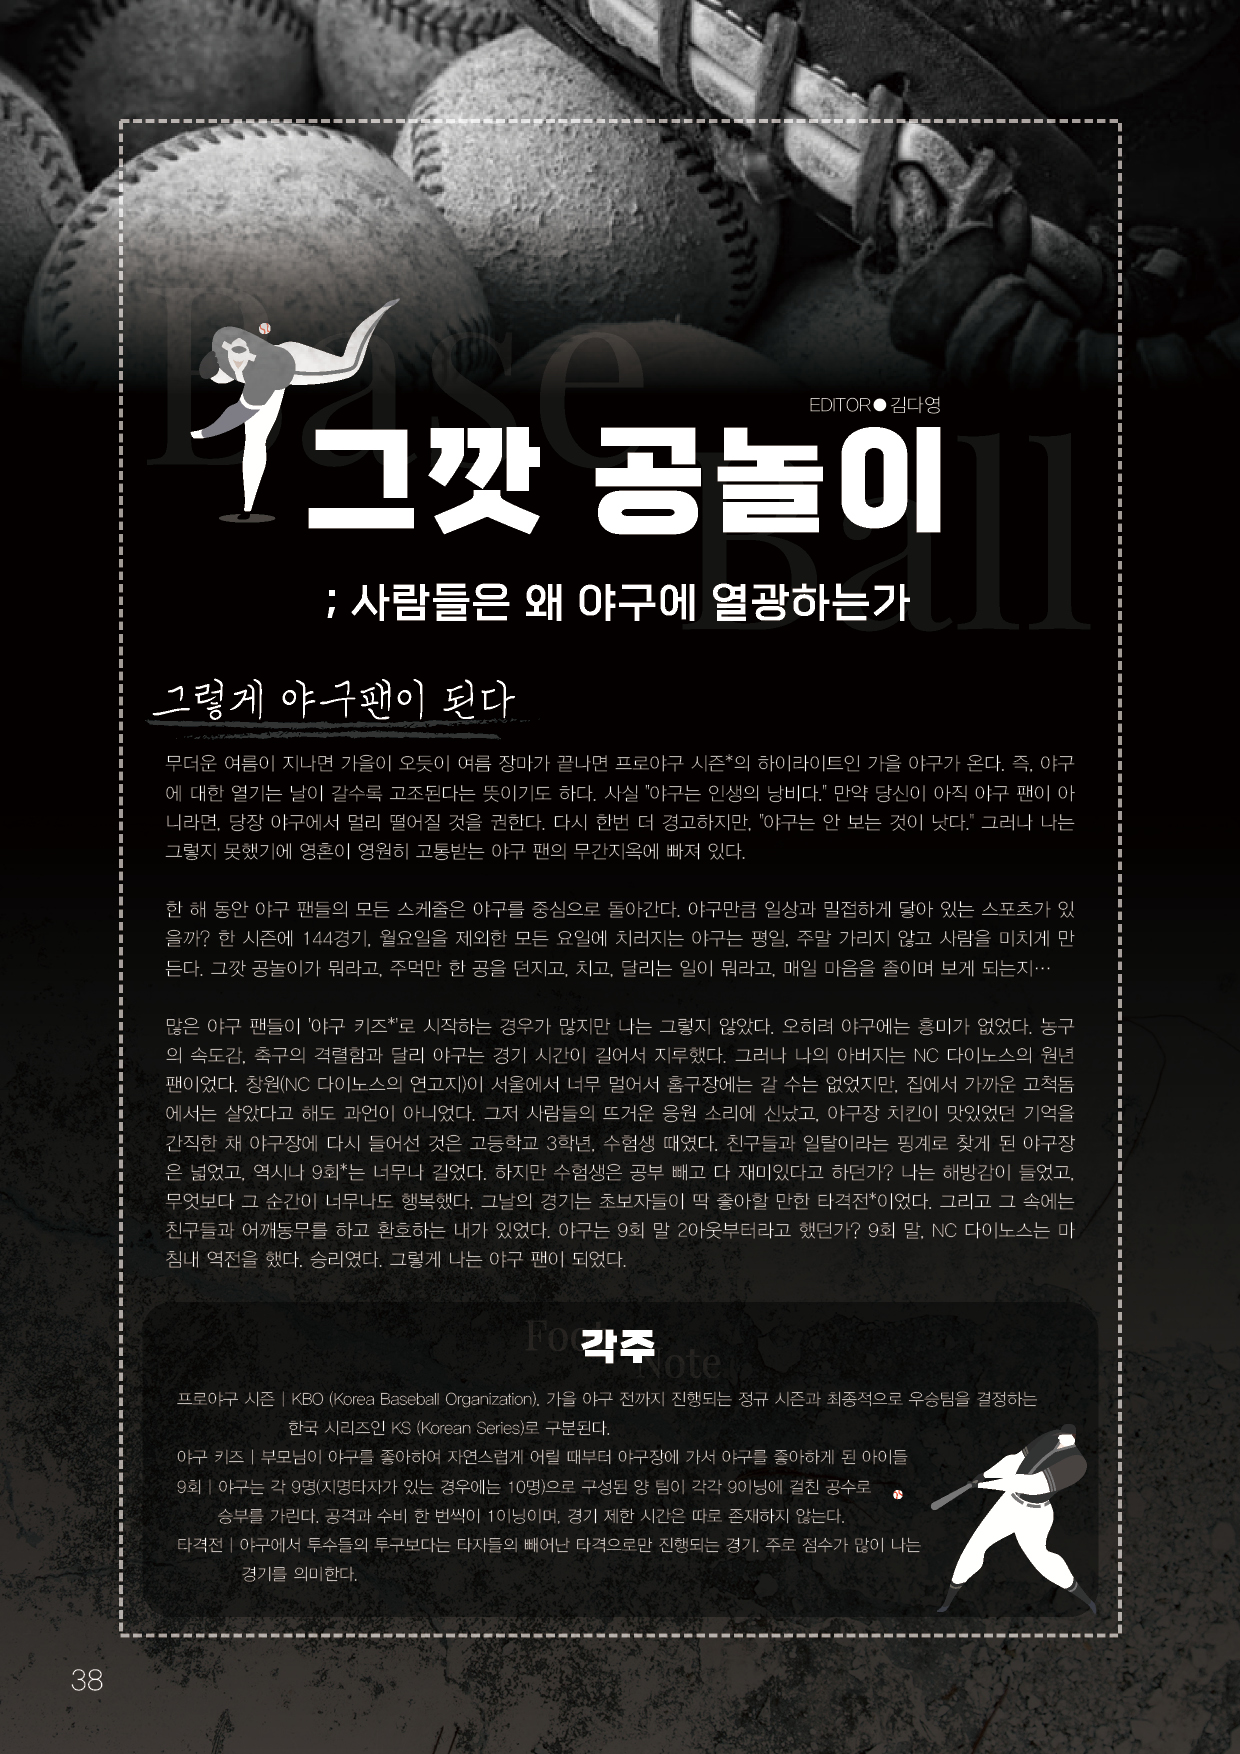 Base
Ball
EDITOR● 김다영
그깟 공놀이
; 사람들은 왜 야구에 열광하는가
그렇게 야구팬이 된다
무더운 여름이 지나면 가을이 오듯이 여름 장마가 끝나면 프로야구 시즌*의 하이라이트인 가을 야구가 온다. 즉, 야구
에 대한 열기는 날이 갈수록 고조된다는 뜻이기도 하다. 사실 "야구는 인생의 낭비다." 만약 당신이 아직 야구 팬이 아
니라면, 당장 야구에서 멀리 떨어질 것을 권한다. 다시 한번 더 경고하지만, "야구는 안 보는 것이 낫다." 그러나 나는
그렇지 못했기에 영혼이 영원히 고통받는 야구 팬의 무간지옥에 빠져 있다.
한 해 동안 야구 팬들의 모든 스케줄은 야구를 중심으로 돌아간다. 야구만큼 일상과 밀접하게 닿아 있는 스포츠가 있
을까? 한 시즌에 144경기, 월요일을 제외한 모든 요일에 치러지는 야구는 평일, 주말 가리지 않고 사람을 미치게 만
든다. 그깟 공놀이가 뭐라고, 주먹만 한 공을 던지고, 치고, 달리는 일이 뭐라고, 매일 마음을 졸이며 보게 되는지…
많은 야구 팬들이 '야구 키즈*'로 시작하는 경우가 많지만 나는 그렇지 않았다. 오히려 야구에는 흥미가 없었다. 농구
의 속도감, 축구의 격렬함과 달리 야구는 경기 시간이 길어서 지루했다. 그러나 나의 아버지는 NC 다이노스의 원년
팬이었다. 창원(NC 다이노스의 연고지)이 서울에서 너무 멀어서 홈구장에는 갈 수는 없었지만, 집에서 가까운 고척돔
에서는 살았다고 해도 과언이 아니었다. 그저 사람들의 뜨거운 응원 소리에 신났고, 야구장 치킨이 맛있었던 기억을
간직한 채 야구장에 다시 들어선 것은 고등학교 3학년, 수험생 때였다. 친구들과 일탈이라는 핑계로 찾게 된 야구장
은 넓었고, 역시나 9회*는 너무나 길었다. 하지만 수험생은 공부 빼고 다 재미있다고 하던가? 나는 해방감이 들었고,
무엇보다 그 순간이 너무나도 행복했다. 그날의 경기는 초보자들이 딱 좋아할 만한 타격전*이었다. 그리고 그 속에는
친구들과 어깨동무를 하고 환호하는 내가 있었다. 야구는 9회 말 2아웃부터라고 했던가? 9회 말, NC 다이노스는 마
침내 역전을 했다. 승리였다. 그렇게 나는 야구 팬이 되었다.
Foot
Note
각주
프로야구 시즌 | KBO (Korea Baseball Organization). 가을 야구 전까지 진행되는 정규 시즌과 최종적으로 우승팀을 결정하는
한국 시리즈인 KS (Korean Series)로 구분된다.
야구 키즈 | 부모님이 야구를 좋아하여 자연스럽게 어릴 때부터 야구장에 가서 야구를 좋아하게 된 아이들
9회 | 야구는 각 9명(지명타자가 있는 경우에는 10명)으로 구성된 양 팀이 각각 9이닝에 걸친 공수로
승부를 가린다. 공격과 수비 한 번씩이 1이닝이며, 경기 제한 시간은 따로 존재하지 않는다.
타격전 | 야구에서 투수들의 투구보다는 타자들의 빼어난 타격으로만 진행되는 경기. 주로 점수가 많이 나는
경기를 의미한다.
38